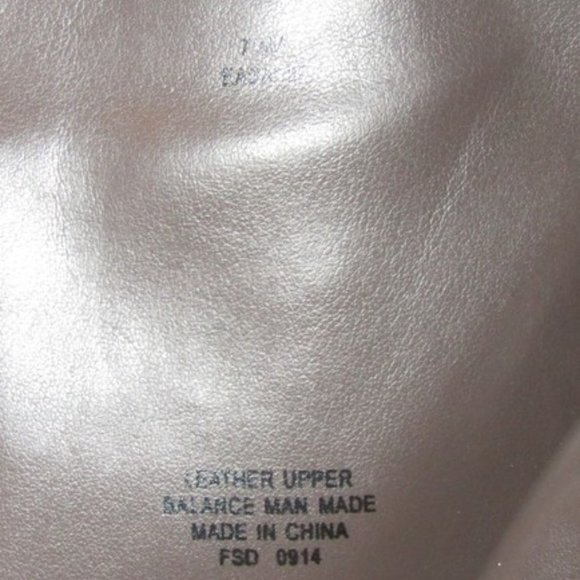 LEATHER UPPER
BALANCE MAN MADE
MADE IN CHINA
FSD 0914